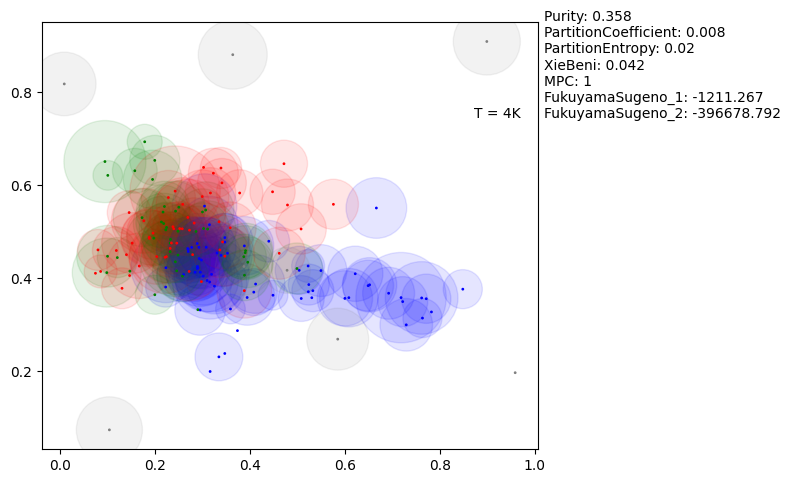 Purity: 0.358
PartitionCoefficient: 0.008
PartitionEntropy: 0.02
XieBeni: 0.042
MPC: 1
FukuyamaSugeno_1: -1211.267
FukuyamaSugeno_2: -396678.792
T = 4K
0.8
0.6
0.4
0.2
0.0 0.2 0.4 0.6 0.8 1.0